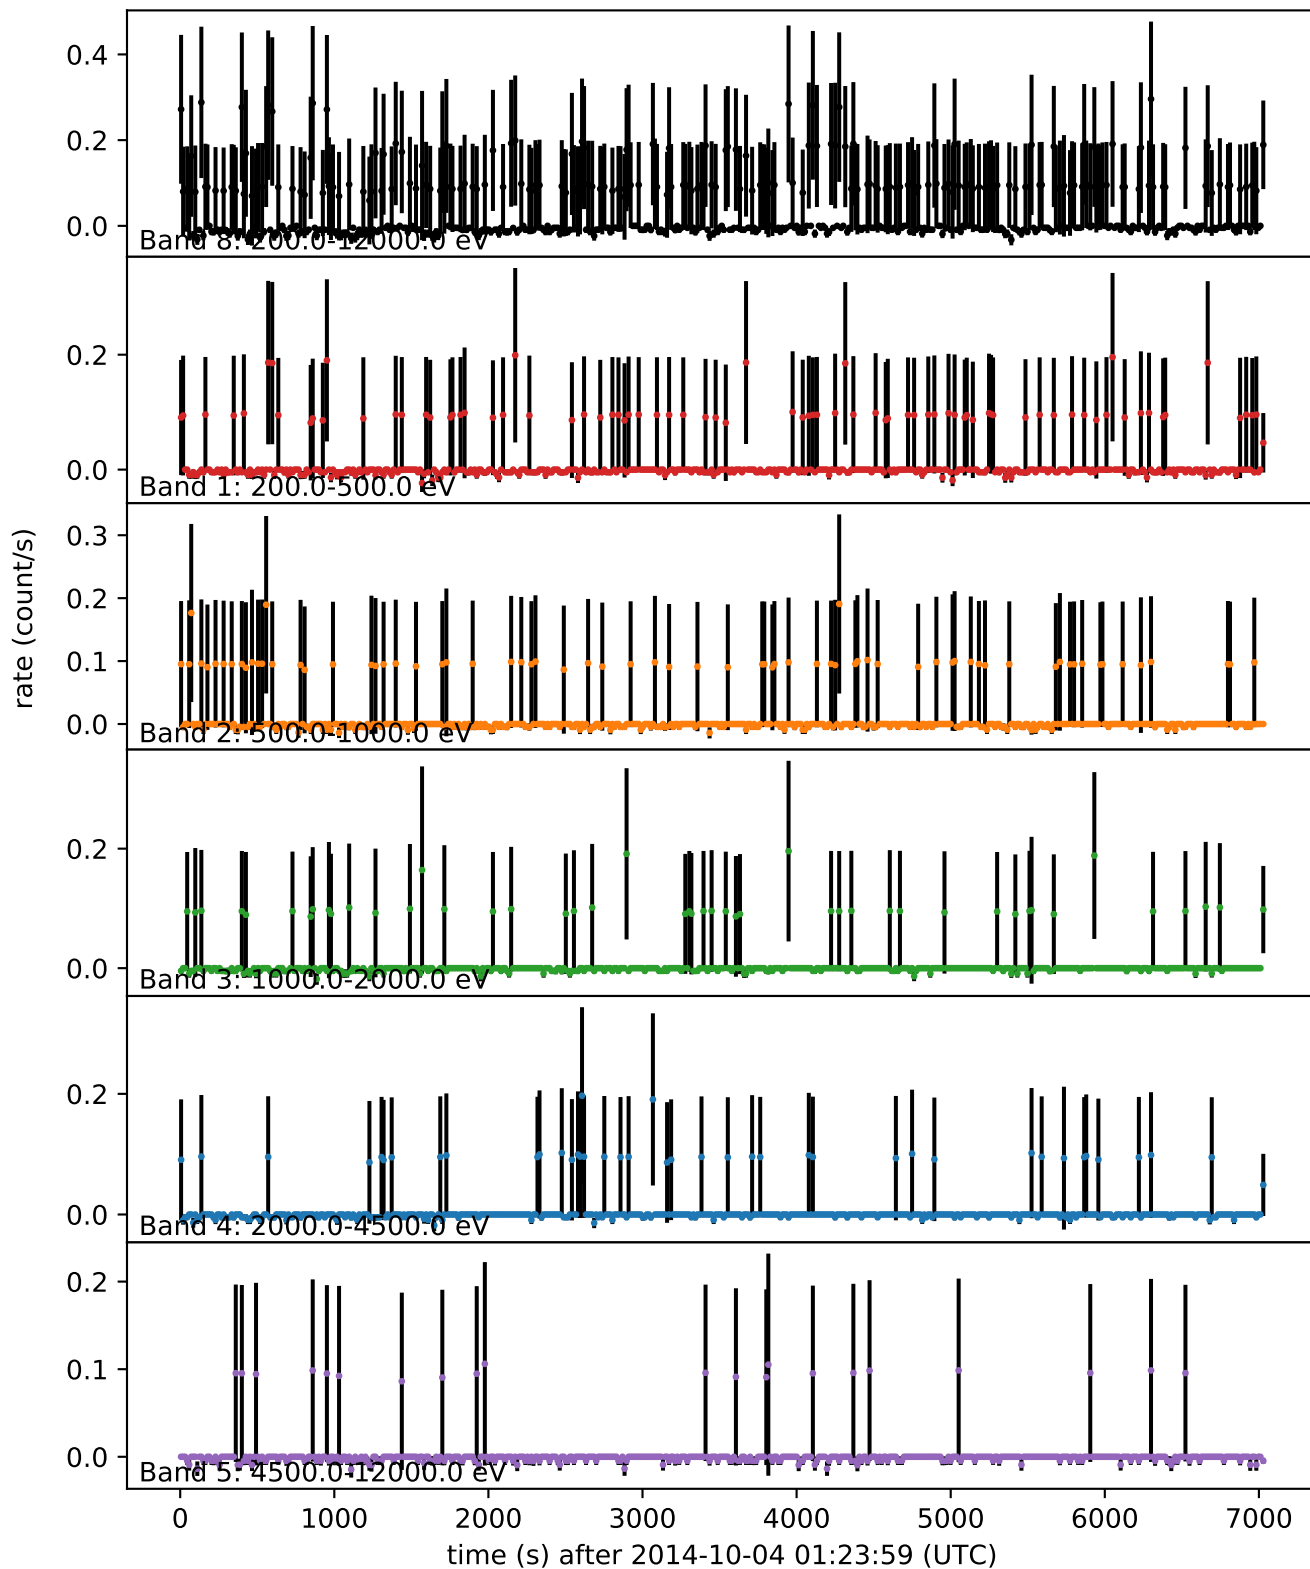 0.4
0.2
0.0
Band 8: 200.0-12000.0 eV
0.2
0.0
Band 1: 200.0-500.0 eV
rate (count/s)
0.3
0.2
0.1
0.0
Band 2: 500.0-1000.0 eV
0.2
0.0
Band 3: 1000.0-2000.0 eV
0.2
0.0
Band 4: 2000.0-4500.0 eV
0.2
0.1
0.0
Band 5: 4500.0-12000.0 eV
0 1000 2000 3000 4000 5000 6000 7000
time (s) after 2014-10-04 01:23:59 (UTC)